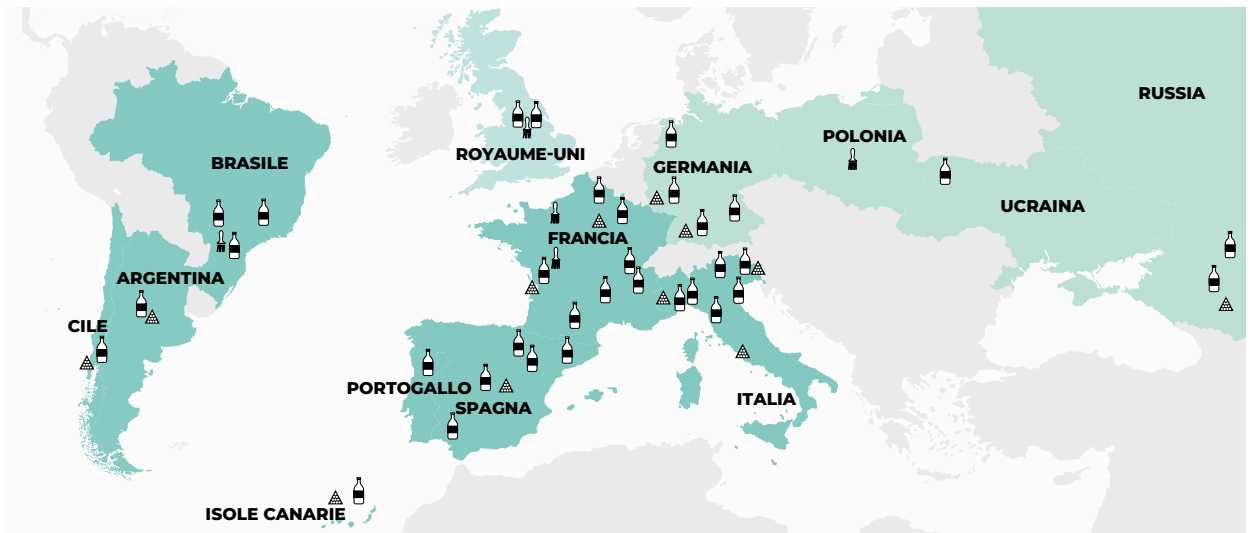 RUSSIA
POLONIA
ROYAUME-UNI
BRASILE
GERMANIA
UCRAINA
FRANCIA
ARGENTINA
CILE
PORTOGALLO
ITALIA
SPAGNA
ISOLE CANARIE